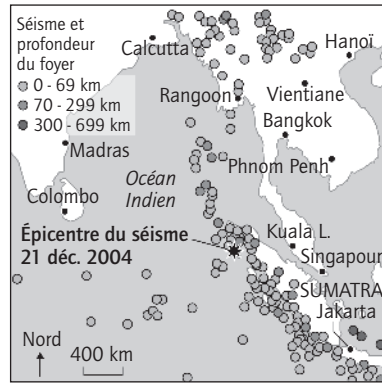 Séisme et
profondeur
du foyer
0 - 69 km
70 - 299 km
300 - 699 km
Calcutta
Hanoï
Rangoon
Vientiane
Bangkok
Madras
Phnom Penh
Océan
Indien
Colombo
Kuala L.
Épicentre du séisme
21 déc. 2004
Singapour
SUMATRA
Jakarta
Nord
400 km